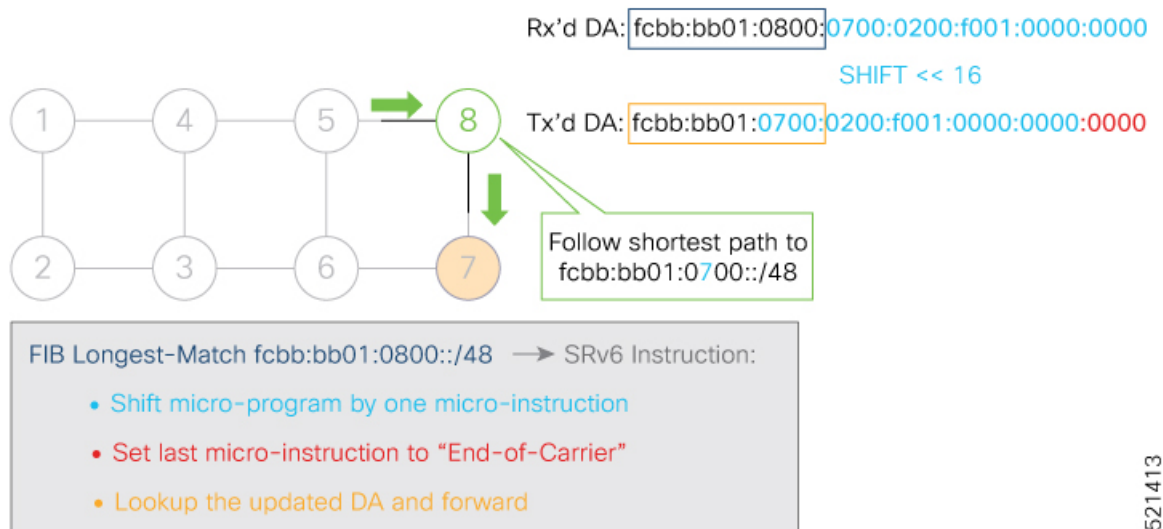 Rx'd DA: fcbb:bb01:0800:0700:0200:f001:0000:0000
SHIFT << 16
Tx'd DA: fcbb:bb01:0700:0200:f001:0000:0000:0000
1
4
5
8
2
3
6
7
Follow shortest path to
fcbb:bb01:0700::/48
FIB Longest-Match fcbb:bb01:0800::/48 → SRv6 Instruction:
• Shift micro-program by one micro-instruction
• Set last micro-instruction to “End-of-Carrier”
• Lookup the updated DA and forward
521413